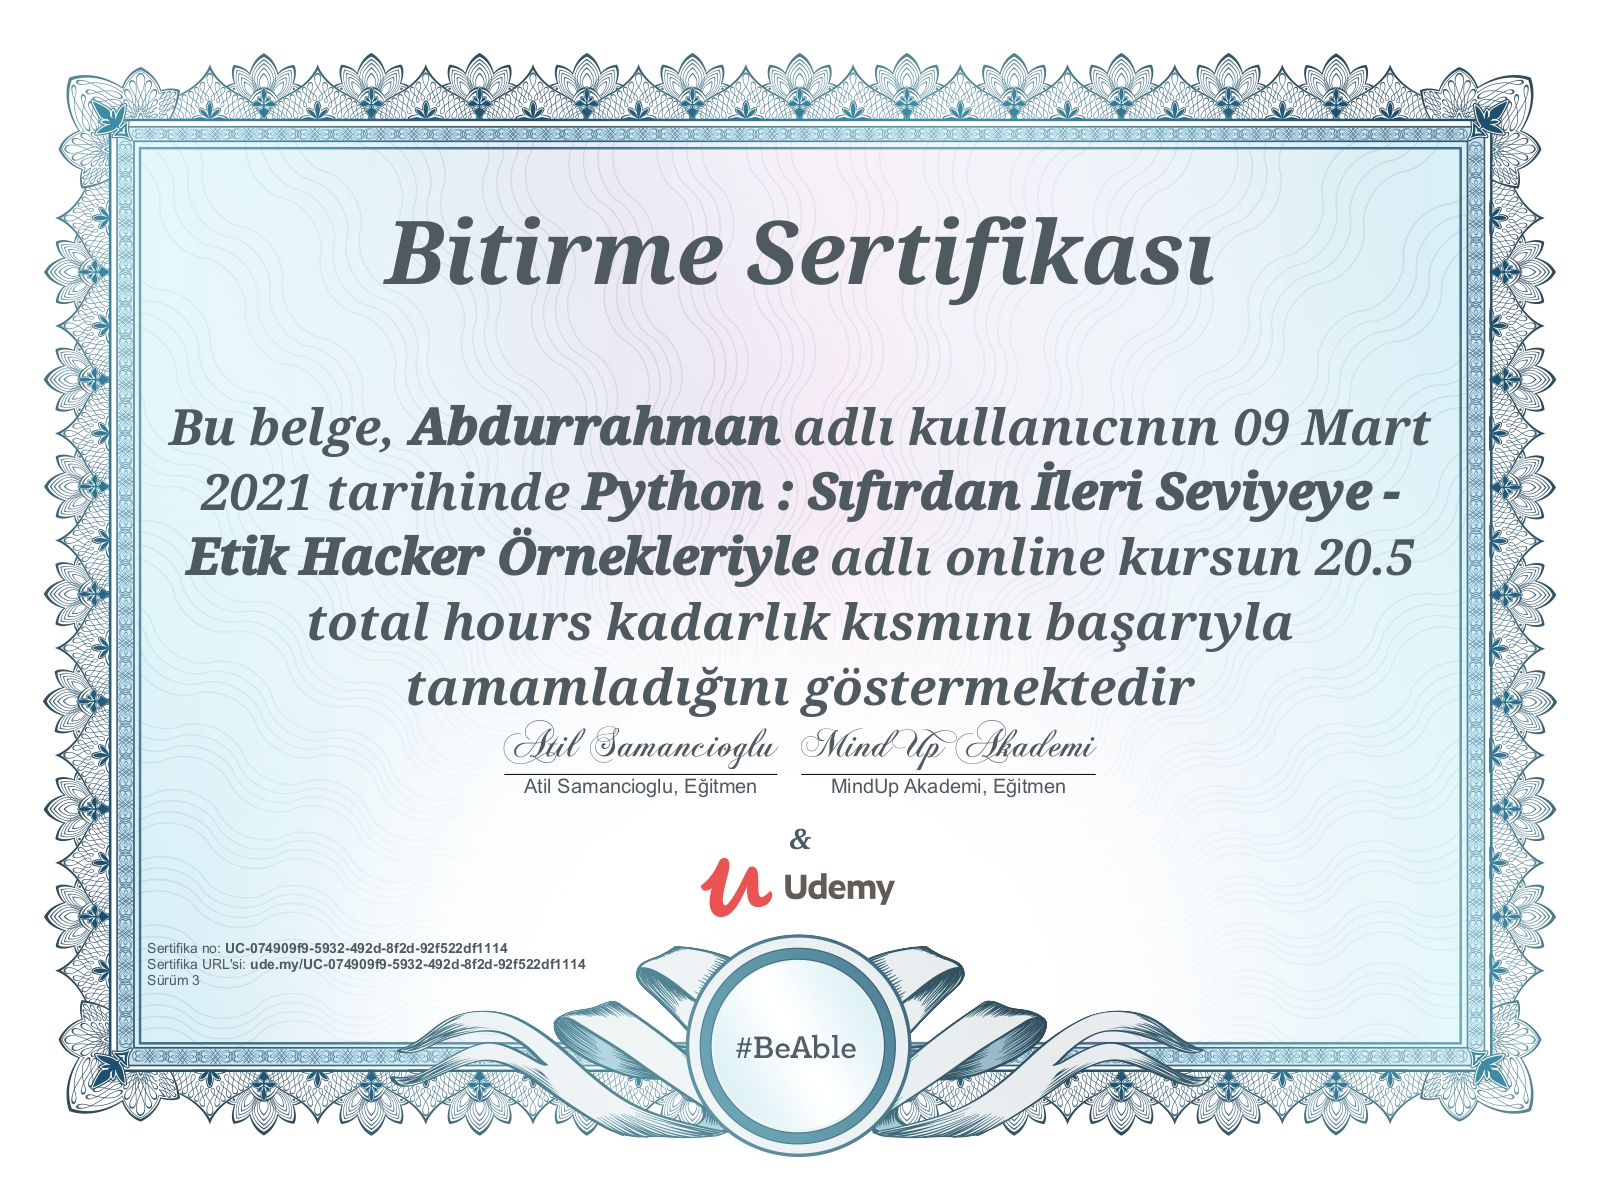 Bitirme Sertifikası
Bu belge, Abdurrahman adlı kullanıcının 09 Mart
2021 tarihinde Python : Sıfırdan İleri Seviyeye -
Etik Hacker Örnekleriyle adlı online kursun 20.5
total hours kadarlık kısmını başarıyla
tamamladığını göstermektedir
Atil Samancioglu MindUp Akademi
Atil Samancioglu, Eğitmen MindUp Akademi, Eğitmen
&
Udemy
Sertifika no: UC-074909f9-5932-492d-8f2d-92f522df1114
Sertifika URL'si: ude.my/UC-074909f9-5932-492d-8f2d-92f522df1114
Sürüm 3
#BeAble